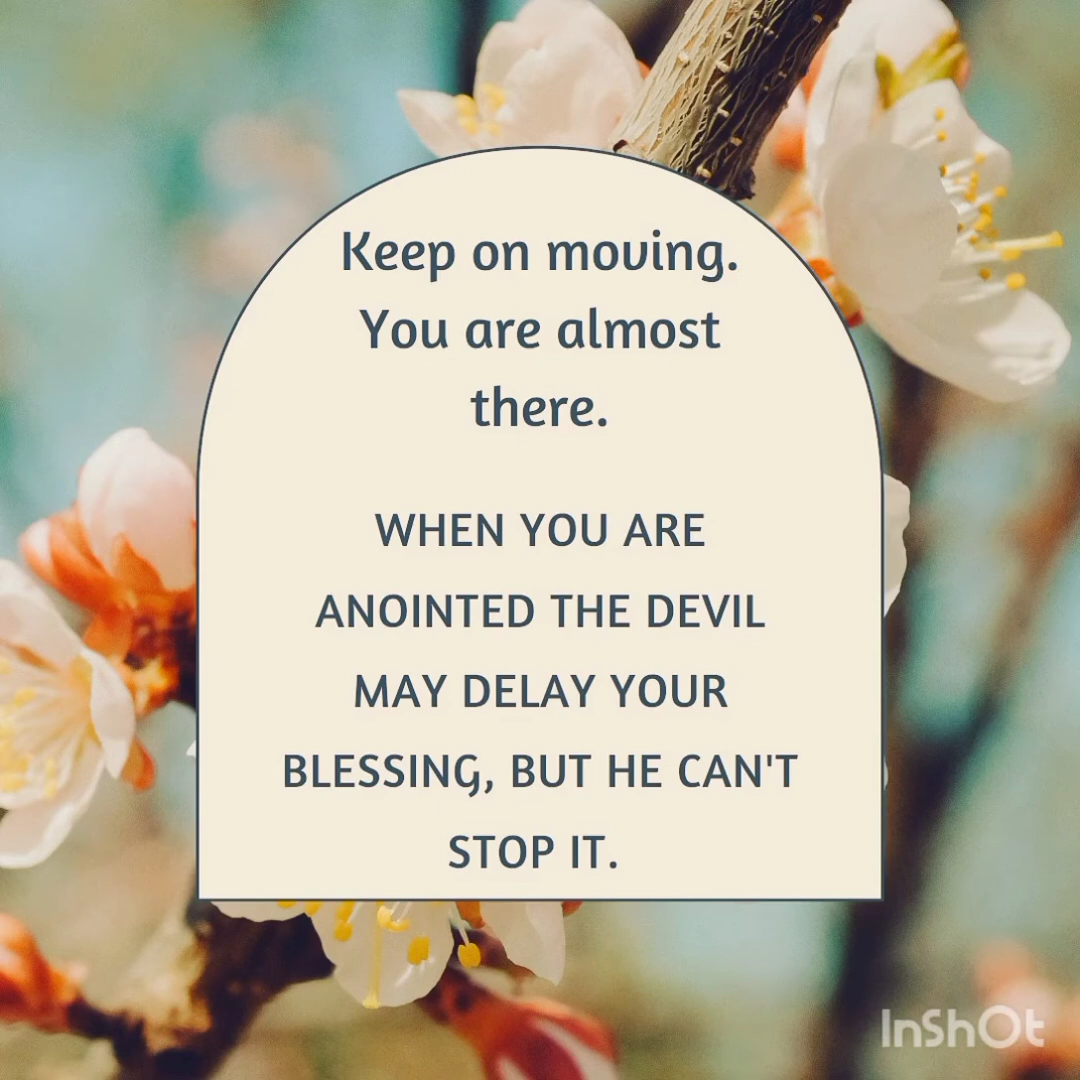 Keep on moving.
You are almost
there.
WHEN YOU ARE
ANOINTED THE DEVIL
MAY DELAY YOUR
BLESSING, BUT HE CAN'T
STOP IT.
InShOt